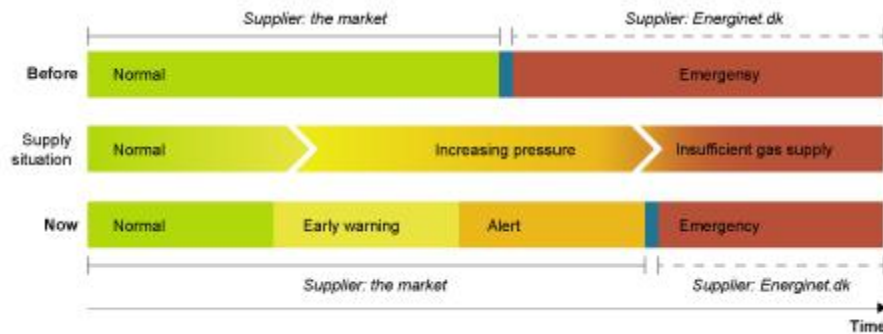 Supplier: the market Supplier: Energinet.dk
Before Normal Emergensy
Supply situation Normal Increasing pressure Insufficient gas supply
Now Normal Early warning Alert Emergency
Supplier: the market Supplier: Energinet.dk
Time